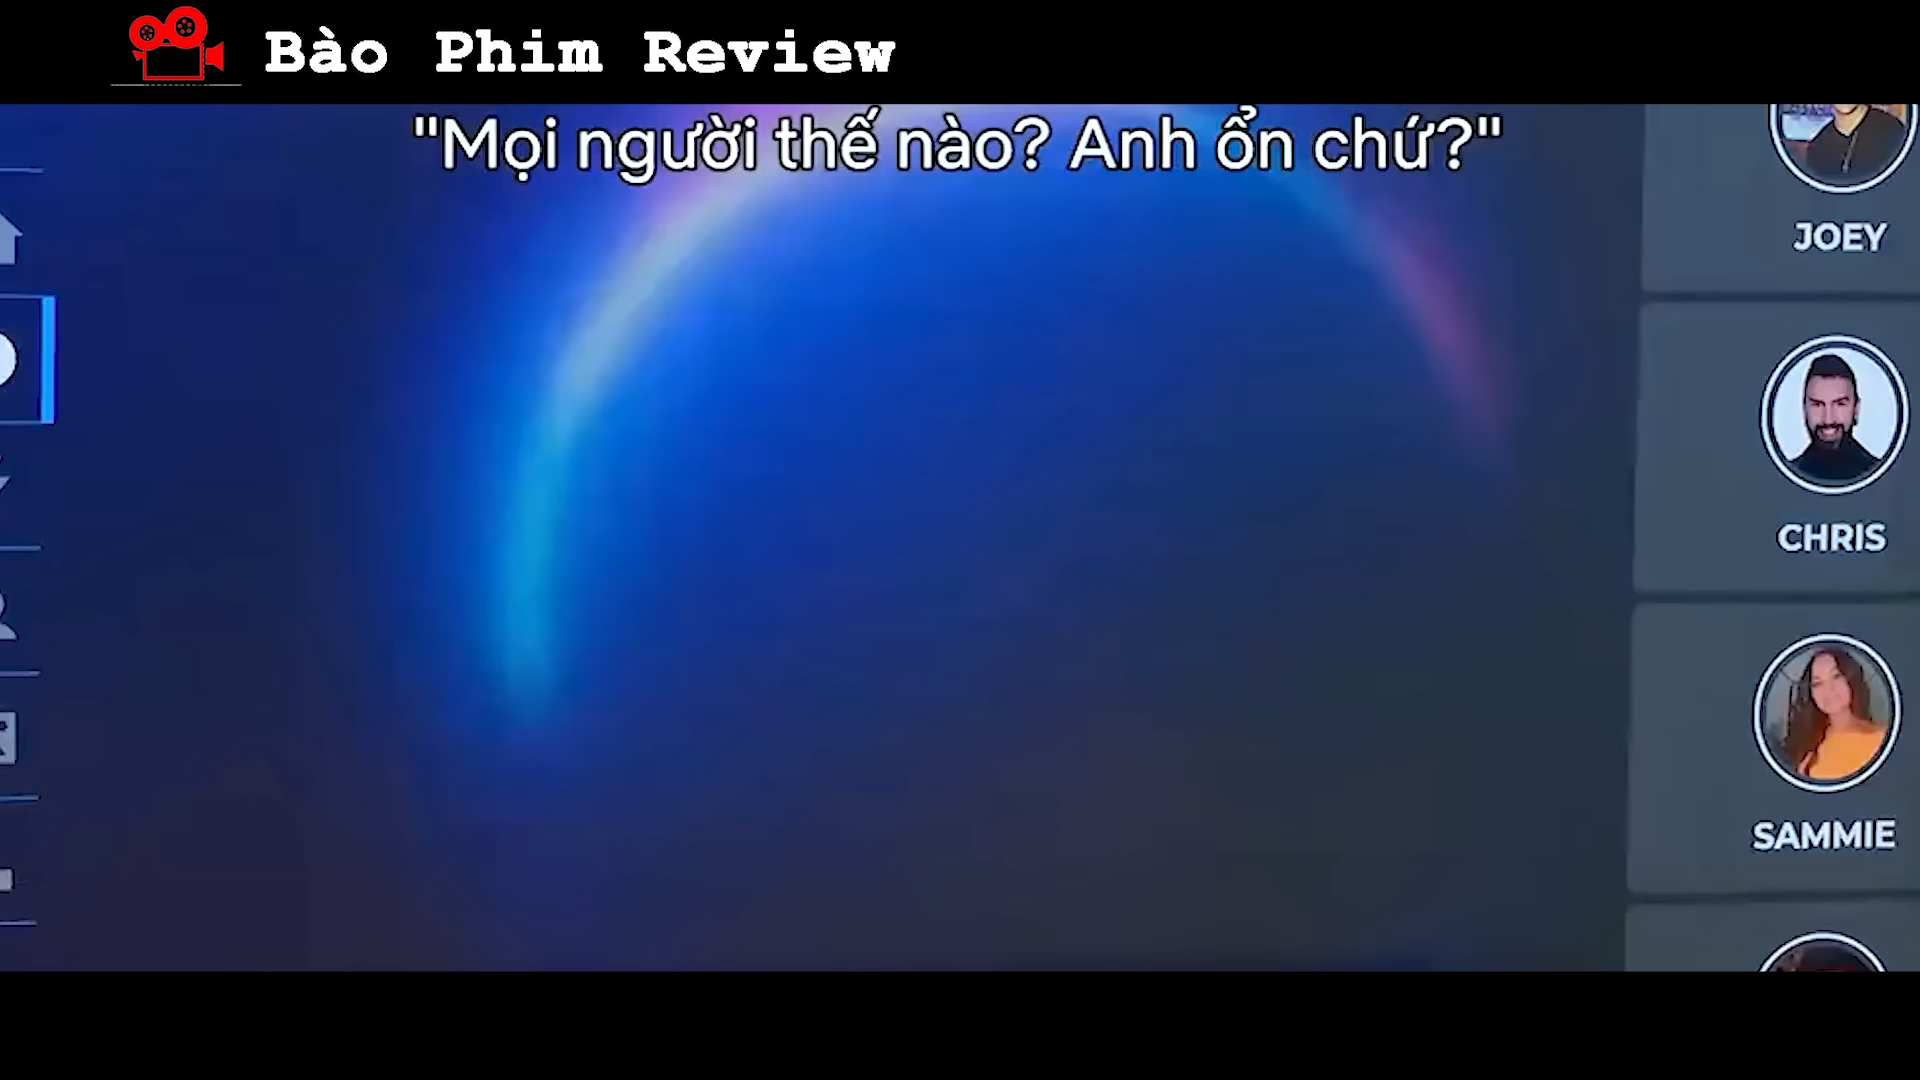 Bào Phim Review
"Mọi người thế nào? Anh ổn chứ?"
JOEY
CHRIS
SAMMIE